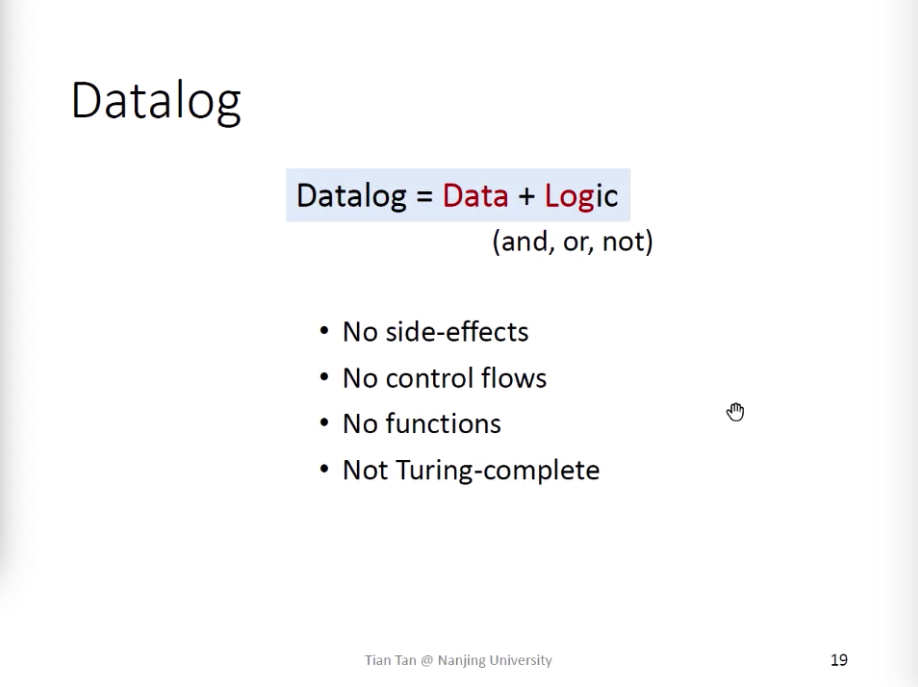 Datalog
Datalog = Data + Logic
(and, or, not)
• No side-effects
• No control flows
• No functions
• Not Turing-complete
Tian Tan @ Nanjing University
19